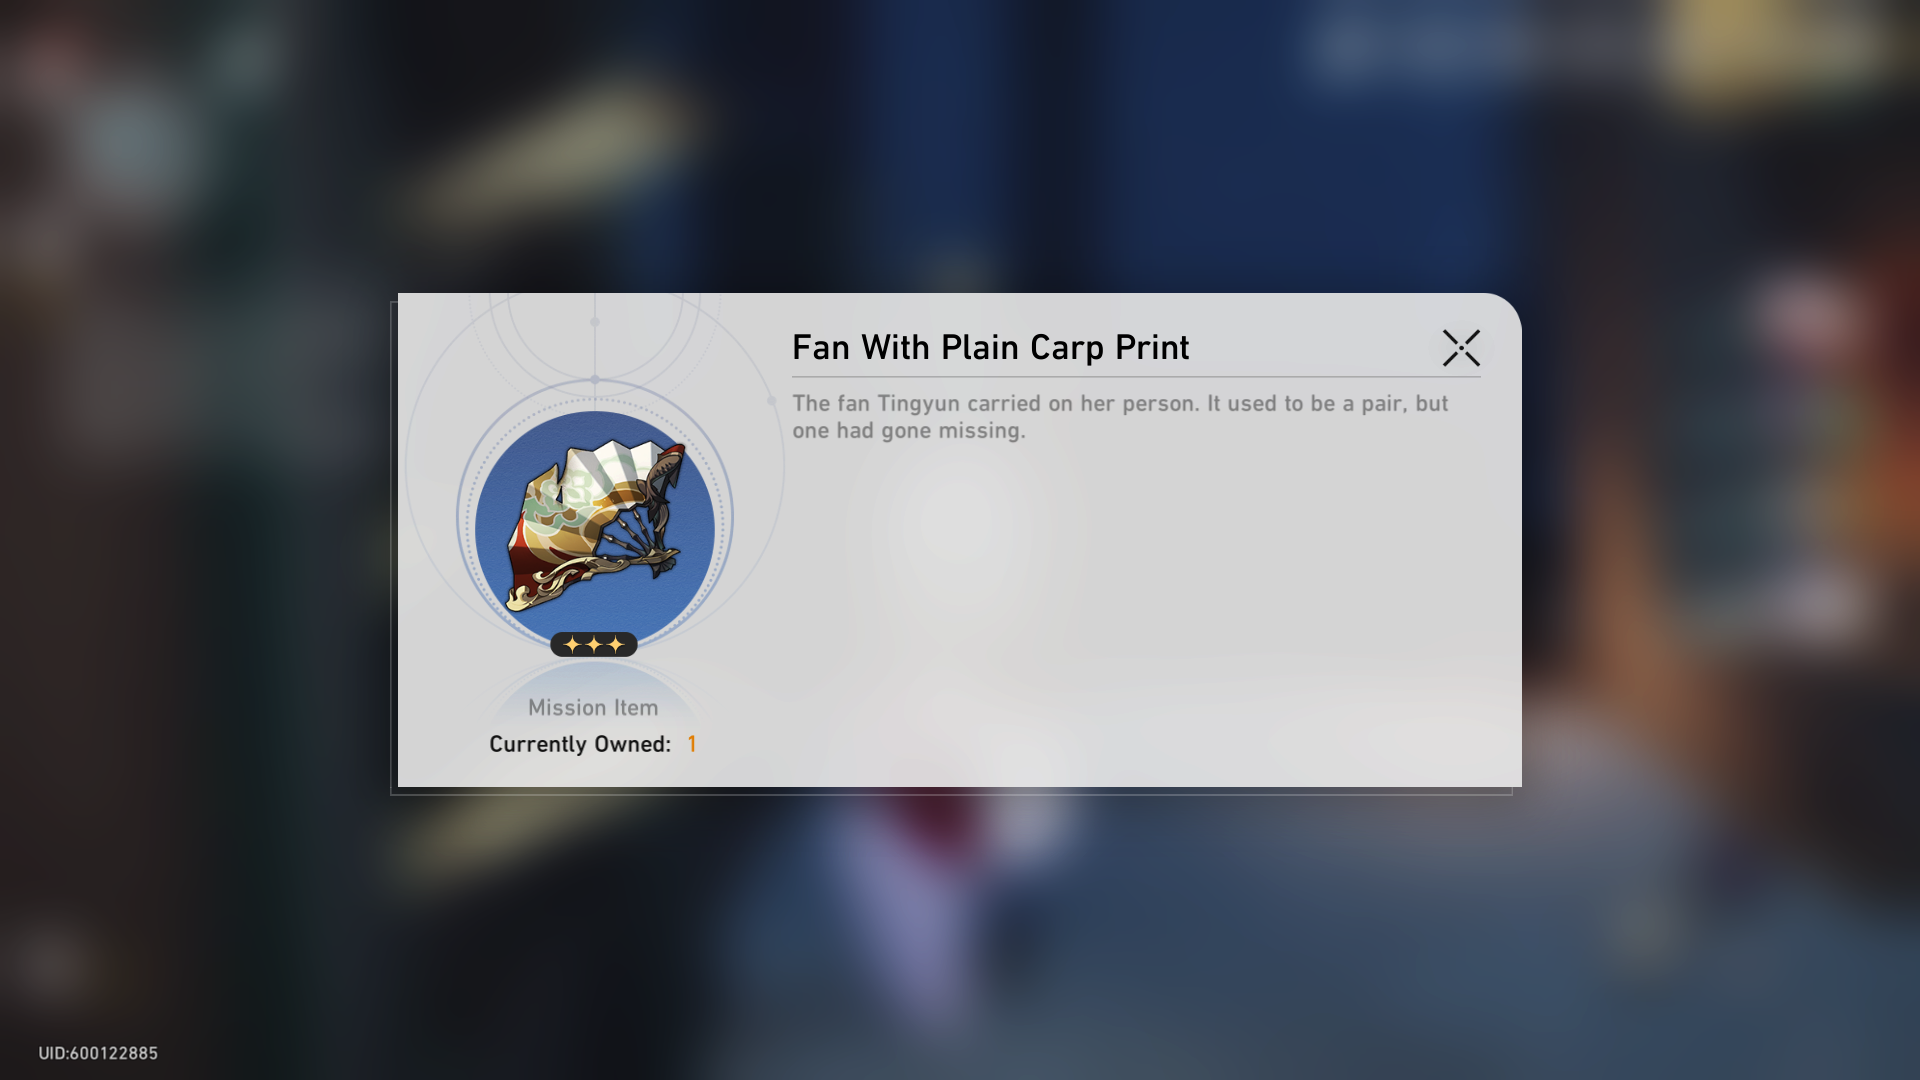 Fan With Plain Carp Print
The fan Tingyun carried on her person. It used to be a pair, but
one had gone missing.
Mission Item
Currently Owned: 1
UID:600122885